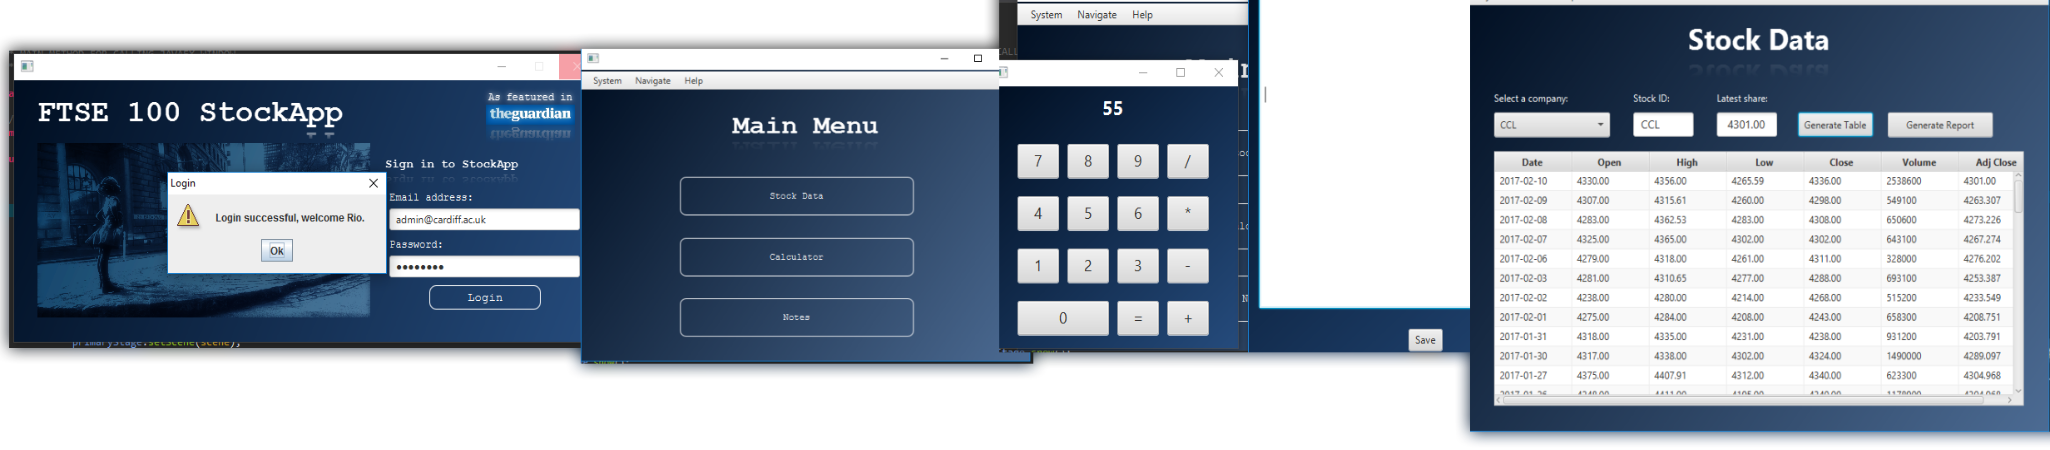 FTSE 100 StockApp
As featured in
theguardian
Sign in to StockApp
Email address:
admin@cardiff.ac.uk
Password:
••••••••
Login
Login
Login successful, welcome Rio.
Ok
primaryStage.setScene(scene);
System Navigate Help
Main Menu
Stock Data
Calculator
Notes
System Navigate Help
55
7 8 9 /
4 5 6 *
1 2 3 -
0 = +
Save
Stock Data
Select a company: Stock ID: Latest share:
CCL CCL 4301.00 Generate Table Generate Report
Date Open High Low Close Volume Adj Close
2017-02-10 4330.00 4356.00 4265.59 4336.00 2538600 4301.00
2017-02-09 4307.00 4315.61 4260.00 4298.00 549100 4263.307
2017-02-08 4283.00 4362.53 4283.00 4308.00 650600 4273.226
2017-02-07 4325.00 4365.00 4302.00 4302.00 643100 4267.274
2017-02-06 4279.00 4318.00 4261.00 4311.00 328000 4276.202
2017-02-03 4281.00 4310.65 4277.00 4288.00 693100 4253.387
2017-02-02 4238.00 4280.00 4214.00 4268.00 515200 4233.549
2017-02-01 4275.00 4284.00 4208.00 4243.00 658300 4208.751
2017-01-31 4318.00 4335.00 4231.00 4238.00 931200 4203.791
2017-01-30 4317.00 4338.00 4302.00 4324.00 1490000 4289.097
2017-01-27 4375.00 4407.91 4312.00 4340.00 623300 4304.968